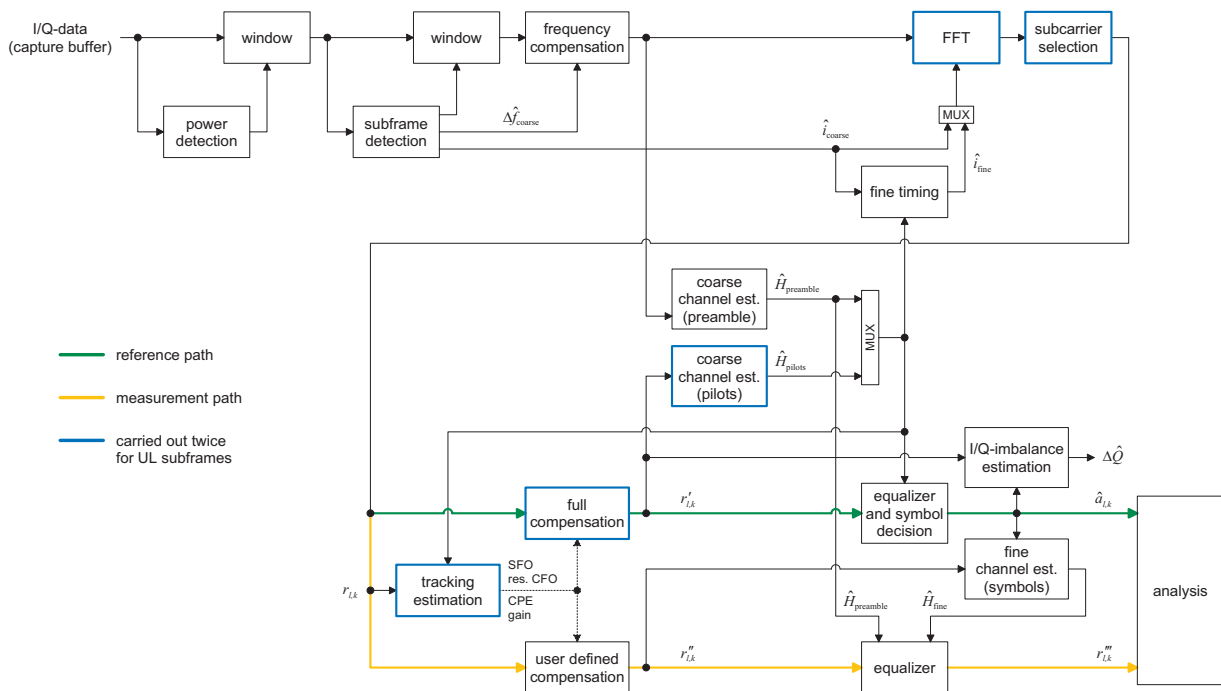 I/Q-data
(capture buffer)
window
window
frequency
compensation
FFT
subcarrier
selection
power
detection
subframe
detection
Δf̂coarse
îcoarse
MUX
îfine
fine timing
coarse
channel est.
(preamble)
Ĥpreamble
MUX
coarse
channel est.
(pilots)
Ĥpilots
reference path
measurement path
carried out twice
for UL subframes
I/Q-imbalance
estimation
ΔQ̂
full
compensation
r′l,k
equalizer
and symbol
decision
âl,k
fine
channel est.
(symbols)
analysis
rl,k
tracking
estimation
SFO
res. CFO
CPE
gain
Ĥpreamble
Ĥfine
user defined
compensation
r″l,k
equalizer
r‴l,k